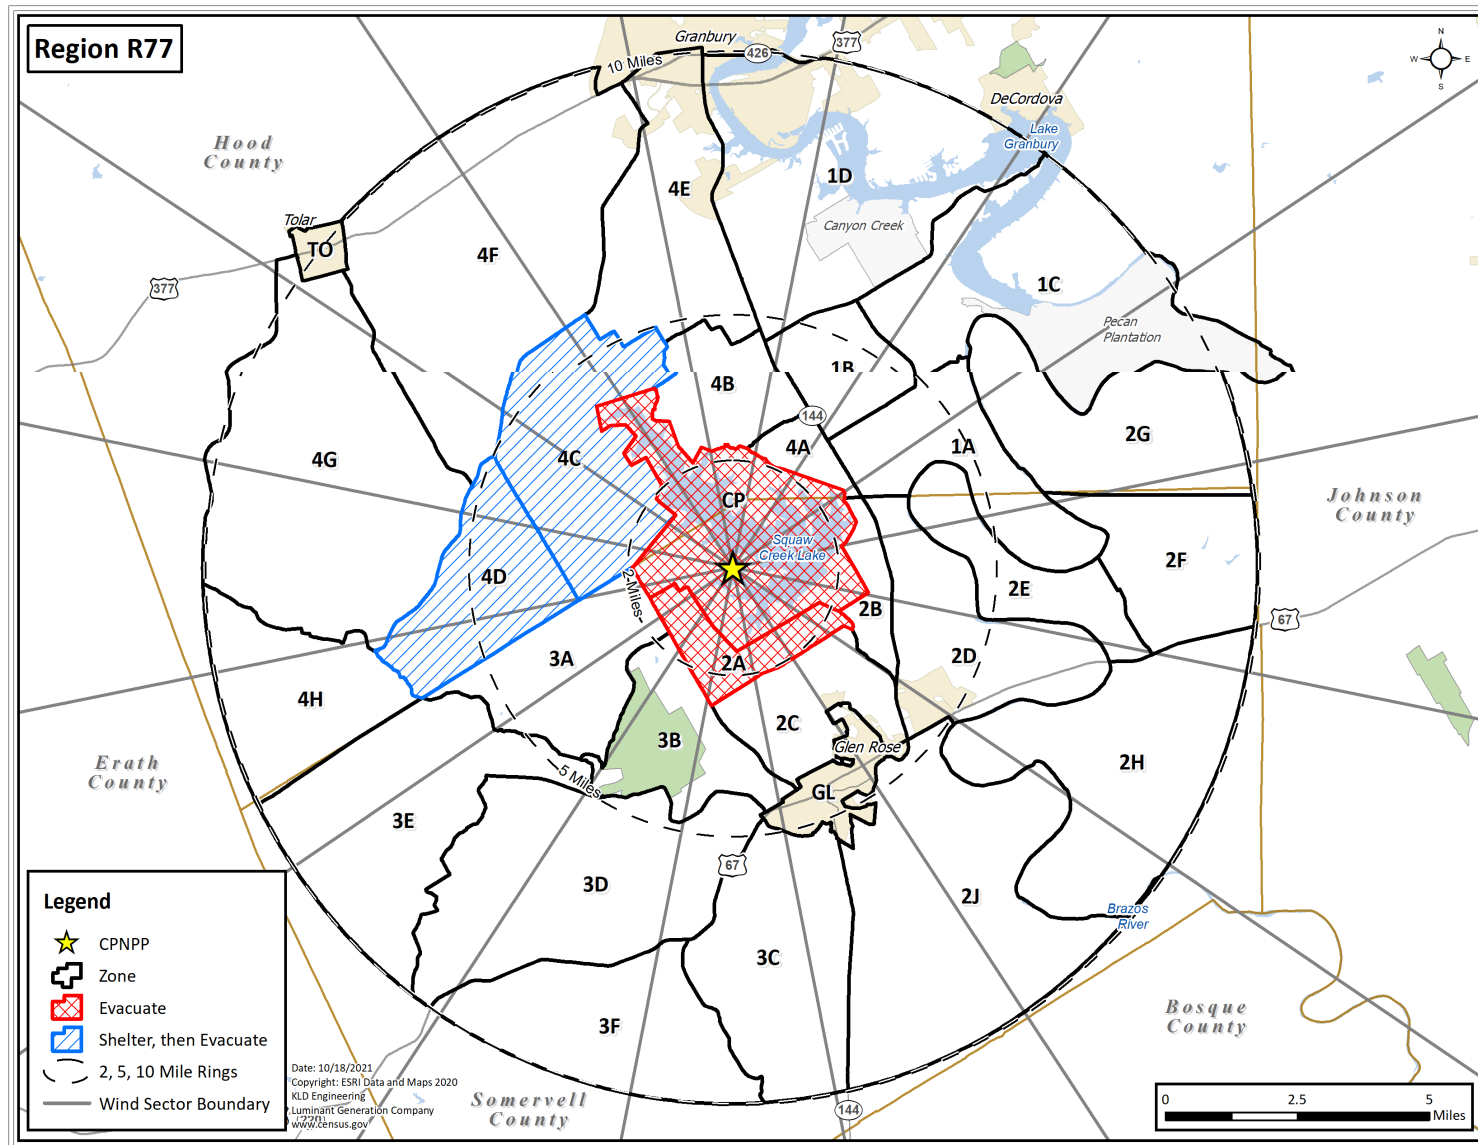 Region R77
Granbury
426
377
10 Miles
N
W
E
S
DeCordova
Lake
Granbury
Hood
County
4E
1D
Tolar
TO
Canyon Creek
4F
377
1C
Pecan
Plantation
1B
4B
144
4A
1A
2G
4G
4C
CP
Johnson
County
Squaw
Creek Lake
2F
4D
2 Miles
2E
2B
67
3A
2A
2D
4H
2C
3B
Glen Rose
Erath
County
2H
5 Miles
GL
3E
67
3D
2J
Brazos
River
3C
Bosque
County
3F
Legend
CPNPP
Zone
Evacuate
Shelter, then Evacuate
2, 5, 10 Mile Rings
Wind Sector Boundary
Date: 10/18/2021
Copyright: ESRI Data and Maps 2020
KLD Engineering
Luminant Generation Company
www.census.gov
220
Somervell
County
144
0
2.5
5
Miles